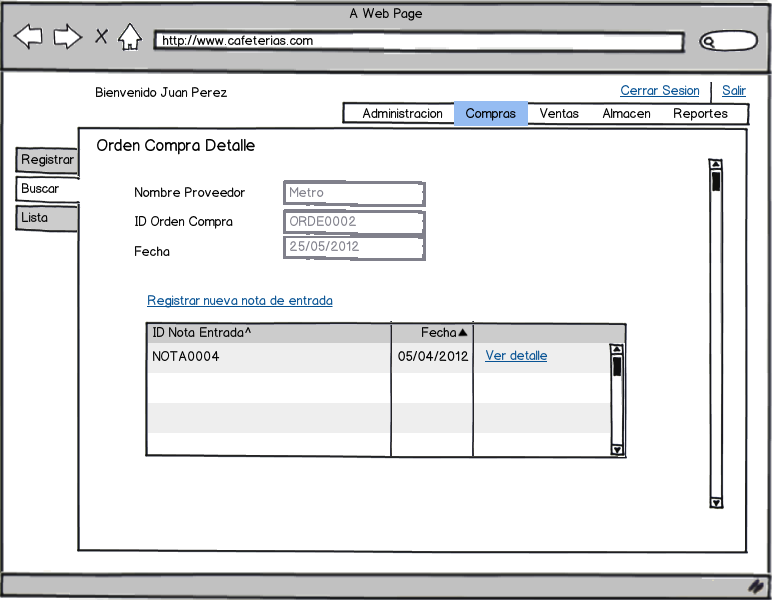 A Web Page
http://www.cafeterias.com
Bienvenido Juan Perez
Cerrar Sesion Salir
Administracion Compras Ventas Almacen Reportes
Orden Compra Detalle
Registrar
Buscar
Lista
Nombre Proveedor Metro
ID Orden Compra ORDE0002
Fecha 25/05/2012
Registrar nueva nota de entrada
ID Nota Entrada^ Fecha▲
NOTA0004 05/04/2012 Ver detalle